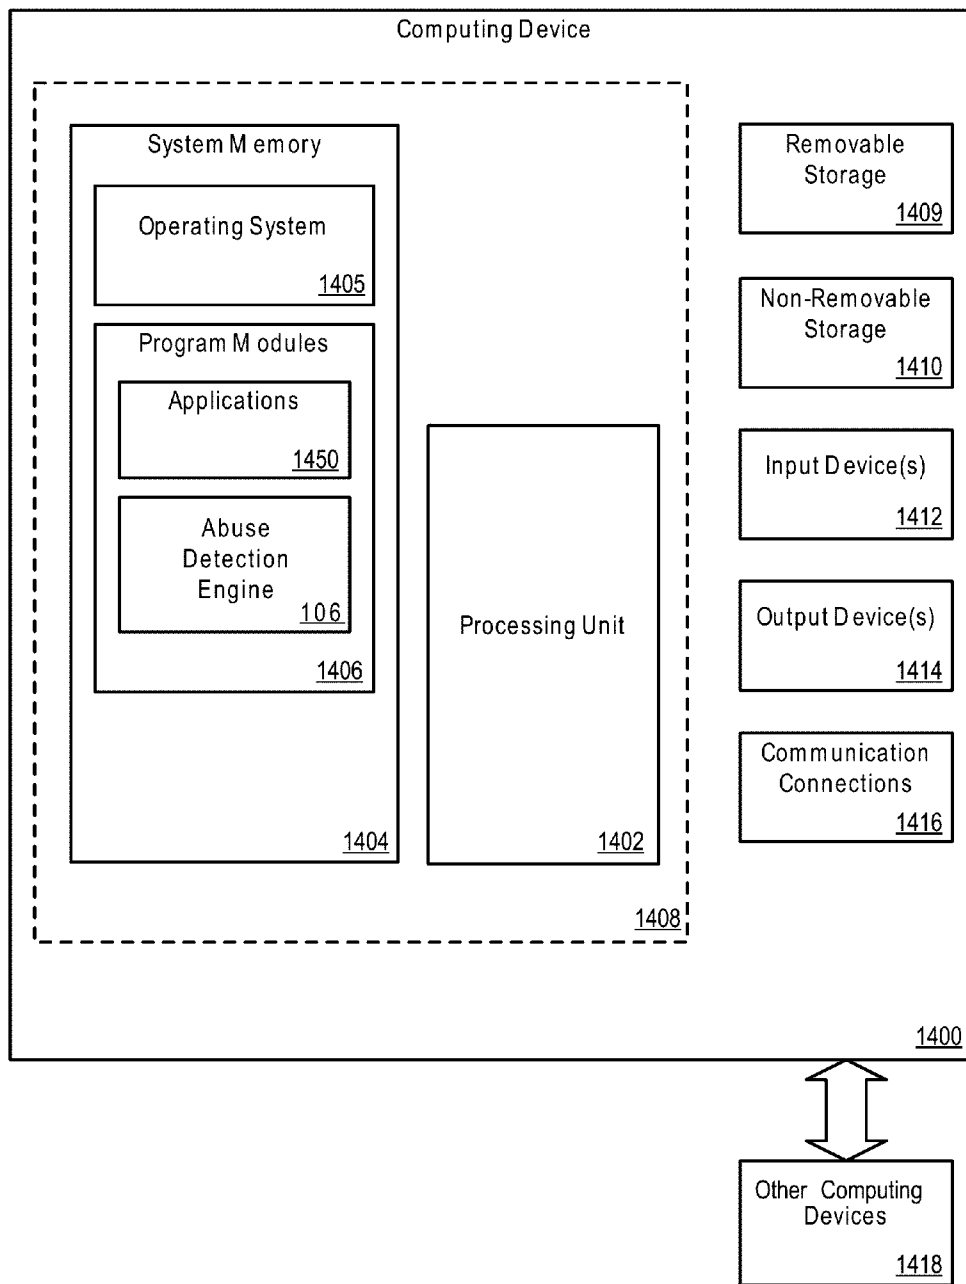 Computing Device
System Memory
Operating System
1405
Program Modules
Applications
1450
Abuse
Detection
Engine
106
1406
1404
Processing Unit
1402
1408
Removable
Storage
1409
Non-Removable
Storage
1410
Input Device(s)
1412
Output Device(s)
1414
Communication
Connections
1416
1400
Other Computing
Devices
1418